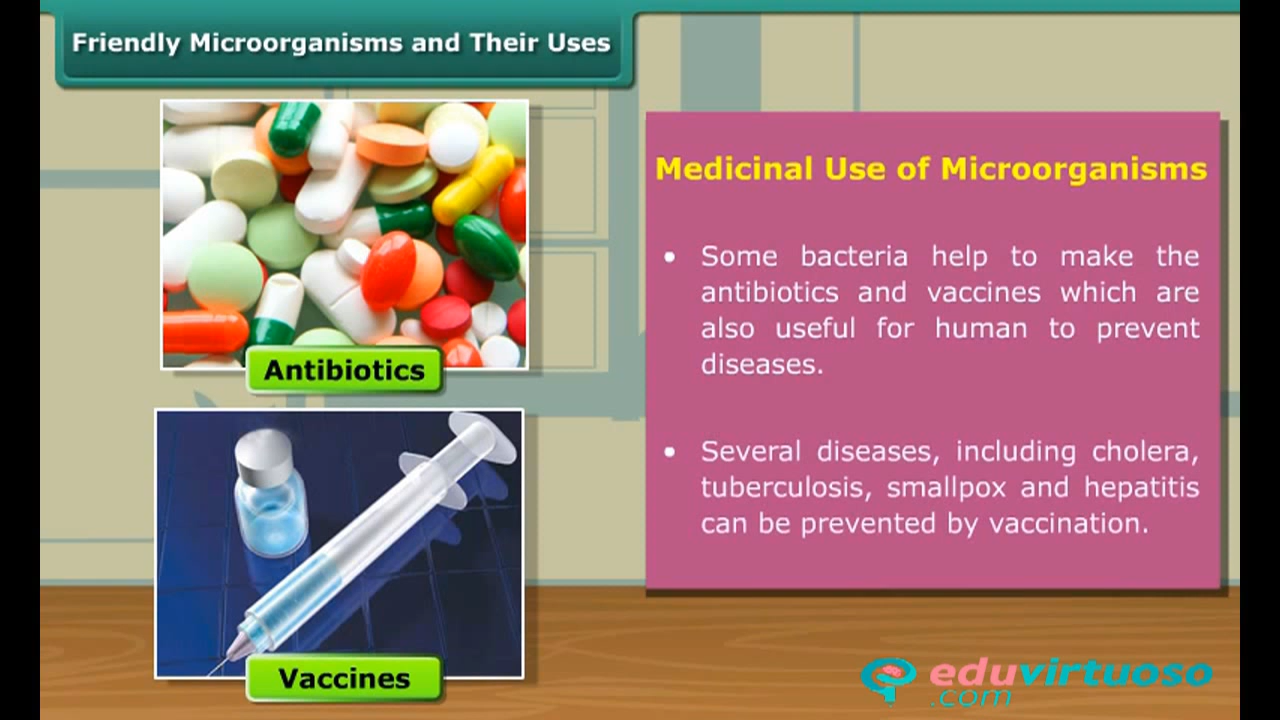 Friendly Microorganisms and Their Uses
Antibiotics
Vaccines
Medicinal Use of Microorganisms
• Some bacteria help to make the
antibiotics and vaccines which are
also useful for human to prevent
diseases.
• Several diseases, including cholera,
tuberculosis, smallpox and hepatitis
can be prevented by vaccination.
eduvirtuoso
.com